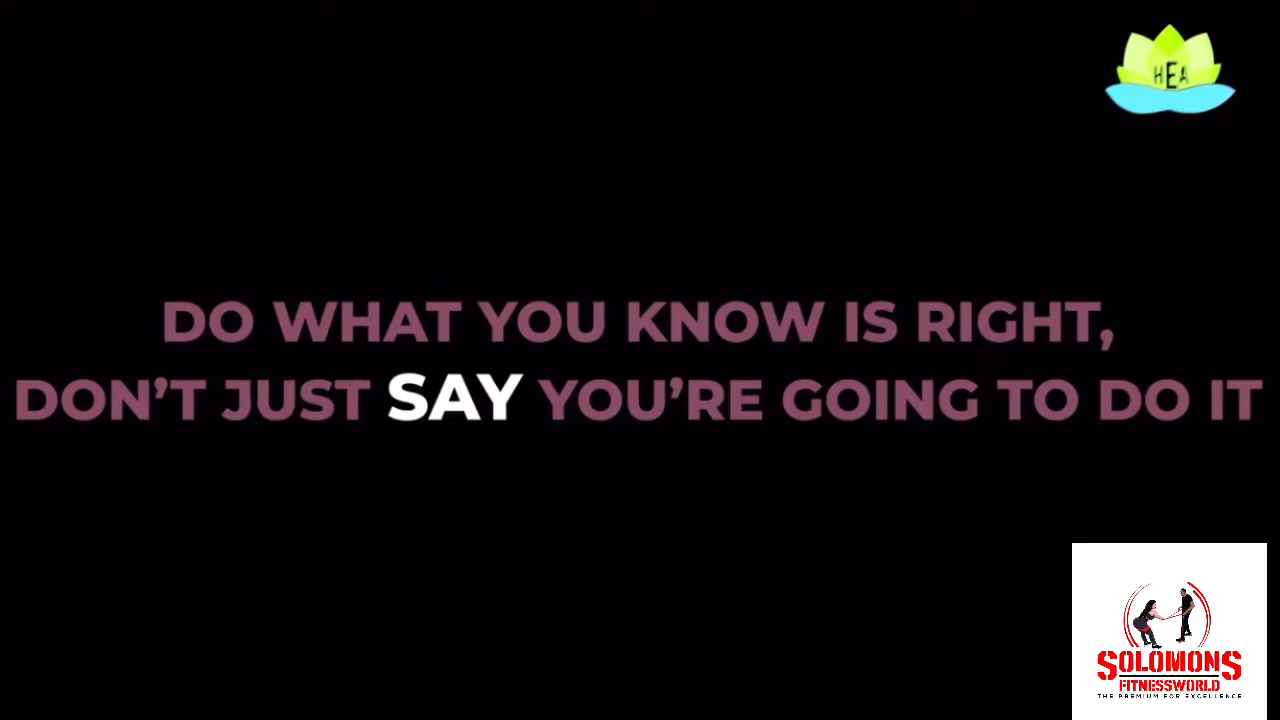 HEA
DO WHAT YOU KNOW IS RIGHT,
DON'T JUST SAY YOU'RE GOING TO DO IT
SOLOMONS
FITNESSWORLD
THE PREMIUM FOR EXCELLENCE